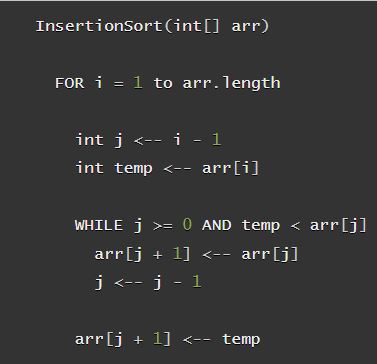 InsertionSort(int[] arr)
FOR i = 1 to arr.length
int j <-- i - 1
int temp <-- arr[i]
WHILE j >= 0 AND temp < arr[j]
arr[j + 1] <-- arr[j]
j <-- j - 1
arr[j + 1] <-- temp